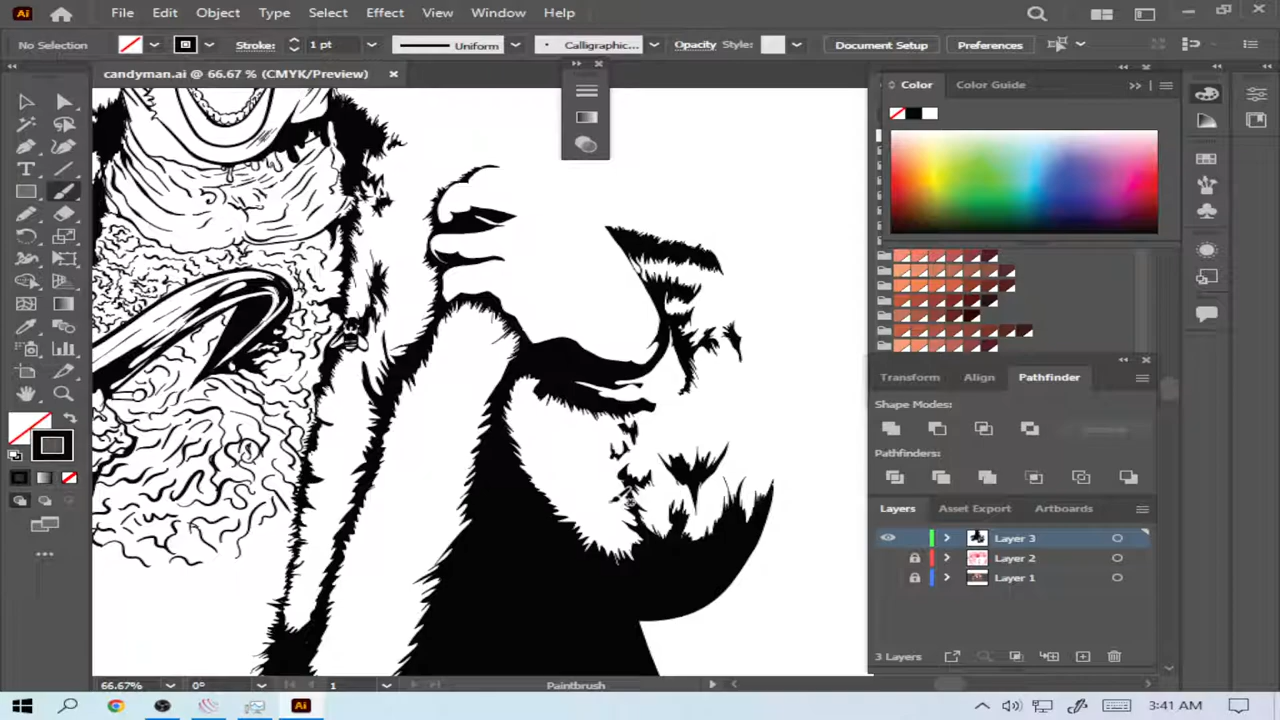 Ai File Edit Object Type Select Effect View Window Help
No Selection Stroke: 1 pt Uniform Calligraphic... Opacity Style: Document Setup Preferences
candyman.ai @ 66.67 % (CMYK/Preview)
Color Color Guide
Transform Align Pathfinder
Shape Modes:
Pathfinders:
Layers Asset Export Artboards
Layer 3
Layer 2
Layer 1
3 Layers
66.67% 0° 1 Paintbrush
Ai 3:41 AM